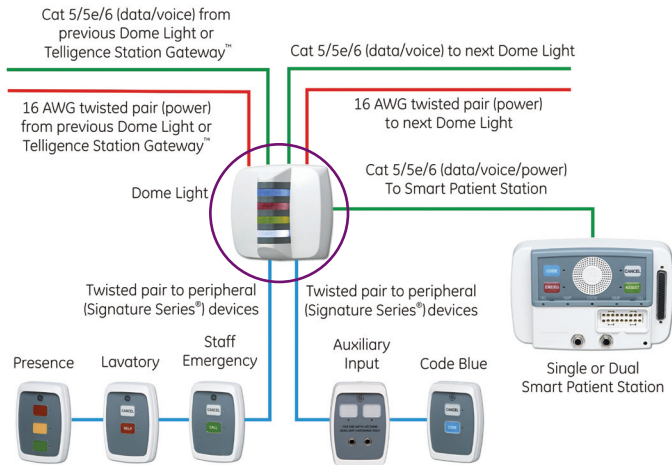 Cat 5/5e/6 (data/voice) from
previous Dome Light or
Telligence Station Gateway™
Cat 5/5e/6 (data/voice) to next Dome Light
16 AWG twisted pair (power)
from previous Dome Light or
Telligence Station Gateway™
16 AWG twisted pair (power)
to next Dome Light
Dome Light
Cat 5/5e/6 (data/voice/power)
To Smart Patient Station
CODE
CANCEL
EMERG
ASSIST
Twisted pair to peripheral
(Signature Series®) devices
Twisted pair to peripheral
(Signature Series®) devices
Presence
Lavatory
Staff
Emergency
Auxiliary
Input
Code Blue
Single or Dual
Smart Patient Station
CANCEL
HELP
CANCEL
CALL
CANCEL
CODE